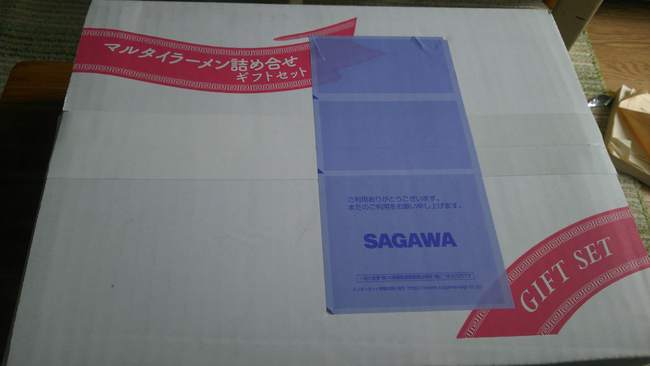 マルタイラーメン詰め合せ
ギフトセット
ご利用ありがとうございます。
またのご利用をお願い申し上げます。
SAGAWA
GIFT SET